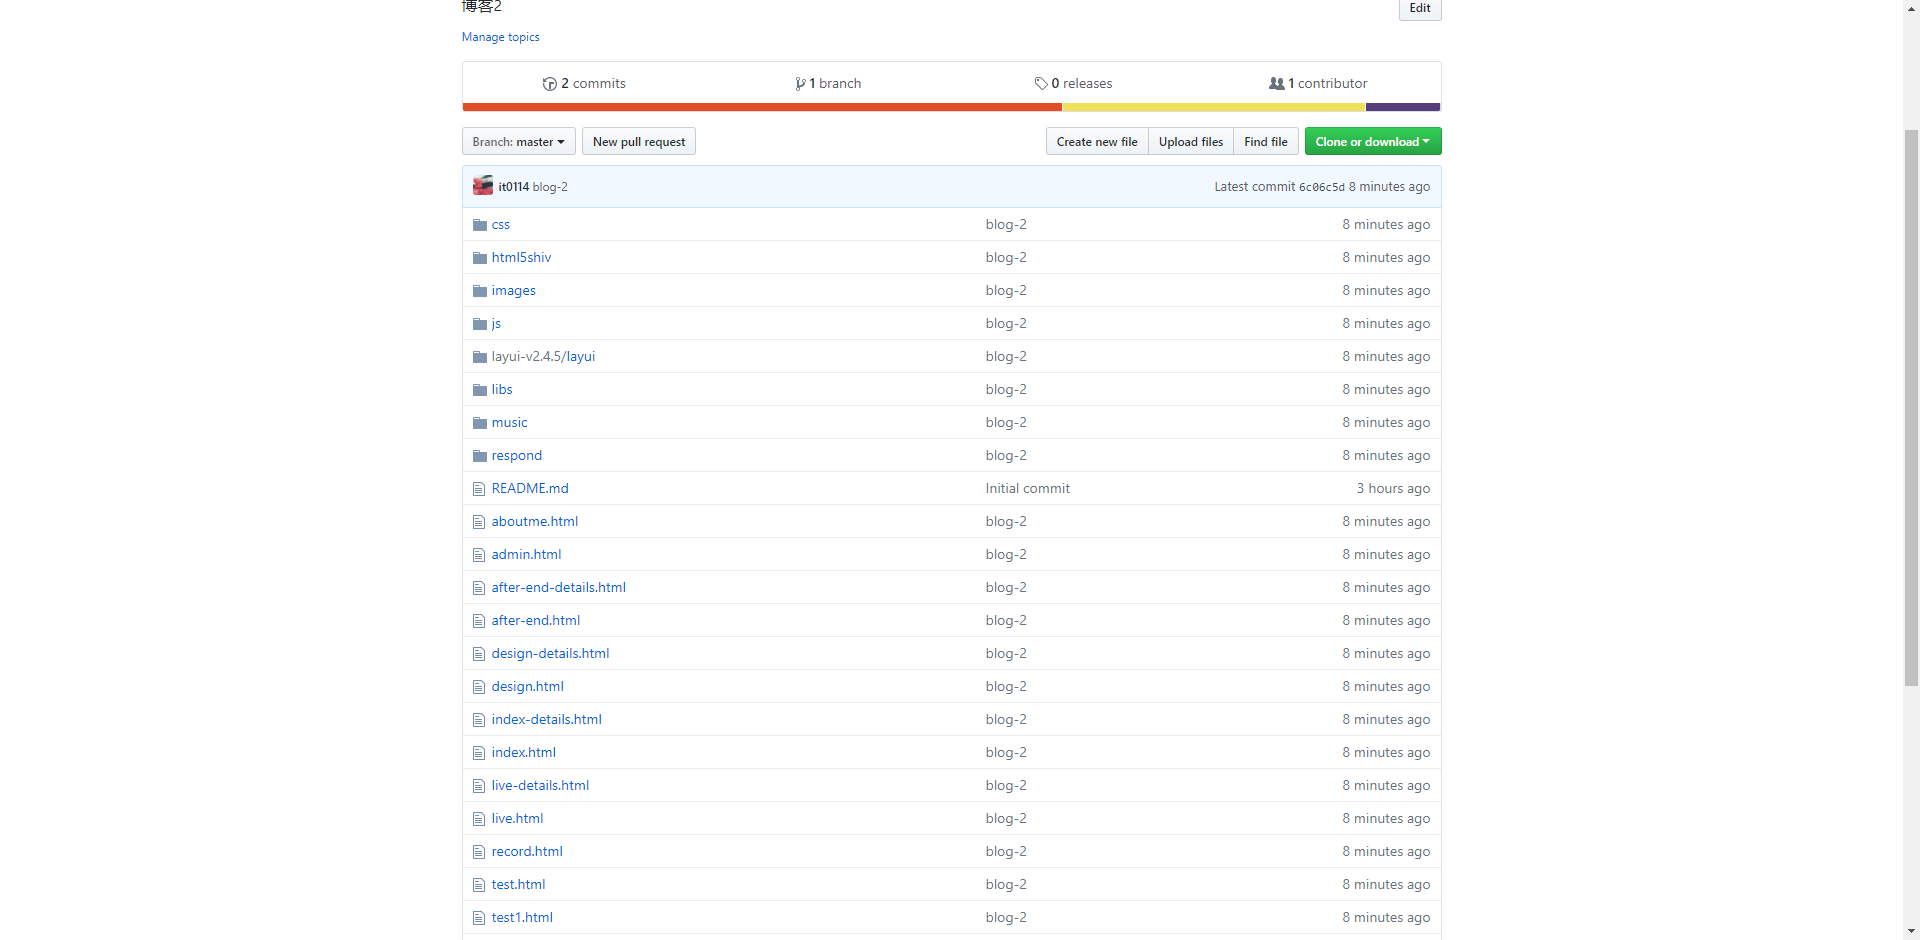 博客2 Edit
Manage topics
2 commits 1 branch 0 releases 1 contributor
Branch: master New pull request Create new file Upload files Find file Clone or download
it0114 blog-2 Latest commit 6c06c5d 8 minutes ago
css blog-2 8 minutes ago
html5shiv blog-2 8 minutes ago
images blog-2 8 minutes ago
js blog-2 8 minutes ago
layui-v2.4.5/layui blog-2 8 minutes ago
libs blog-2 8 minutes ago
music blog-2 8 minutes ago
respond blog-2 8 minutes ago
README.md Initial commit 3 hours ago
aboutme.html blog-2 8 minutes ago
admin.html blog-2 8 minutes ago
after-end-details.html blog-2 8 minutes ago
after-end.html blog-2 8 minutes ago
design-details.html blog-2 8 minutes ago
design.html blog-2 8 minutes ago
index-details.html blog-2 8 minutes ago
index.html blog-2 8 minutes ago
live-details.html blog-2 8 minutes ago
live.html blog-2 8 minutes ago
record.html blog-2 8 minutes ago
test.html blog-2 8 minutes ago
test1.html blog-2 8 minutes ago